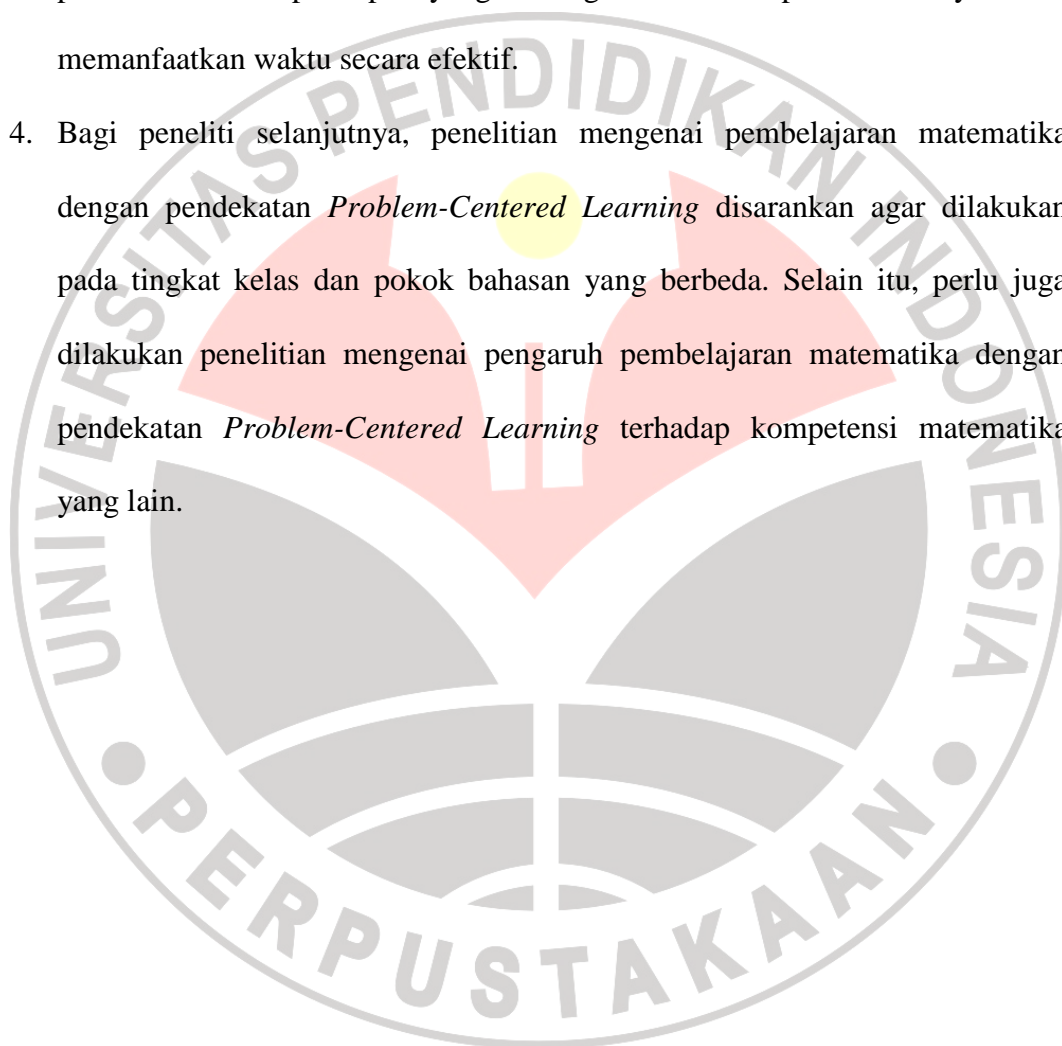 memanfaatkan waktu secara efektif.
4. Bagi peneliti selanjutnya, penelitian mengenai pembelajaran matematika
dengan pendekatan Problem-Centered Learning disarankan agar dilakukan
pada tingkat kelas dan pokok bahasan yang berbeda. Selain itu, perlu juga
dilakukan penelitian mengenai pengaruh pembelajaran matematika dengan
pendekatan Problem-Centered Learning terhadap kompetensi matematika
yang lain.
UNIVERSITAS PENDIDIKAN INDONESIA
PERPUSTAKAAN